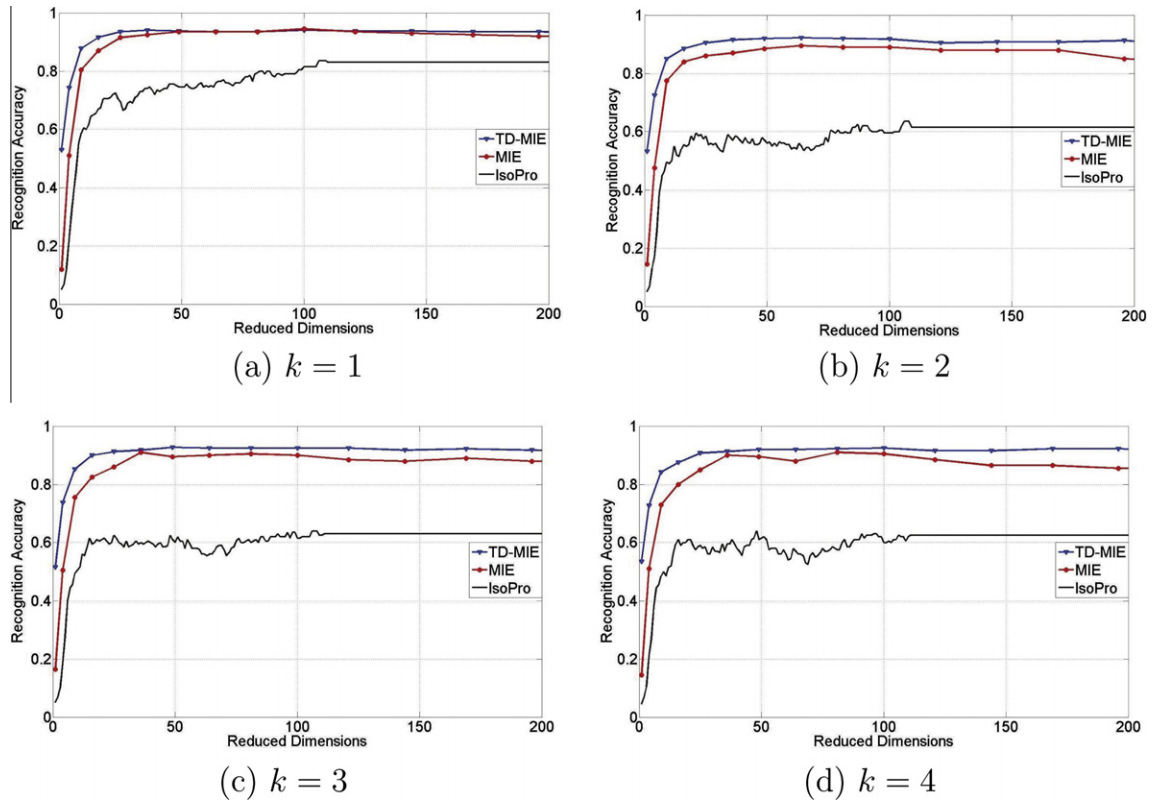 1
0.8
0.6
0.4
0.2
0
Recognition Accuracy
TD-MIE
MIE
IsoPro
0 50 100 150 200
Reduced Dimensions
(a) k = 1
1
0.8
0.6
0.4
0.2
0
Recognition Accuracy
TD-MIE
MIE
IsoPro
0 50 100 150 200
Reduced Dimensions
(b) k = 2
1
0.8
0.6
0.4
0.2
0
Recognition Accuracy
TD-MIE
MIE
IsoPro
0 50 100 150 200
Reduced Dimensions
(c) k = 3
1
0.8
0.6
0.4
0.2
0
Recognition Accuracy
TD-MIE
MIE
IsoPro
0 50 100 150 200
Reduced Dimensions
(d) k = 4